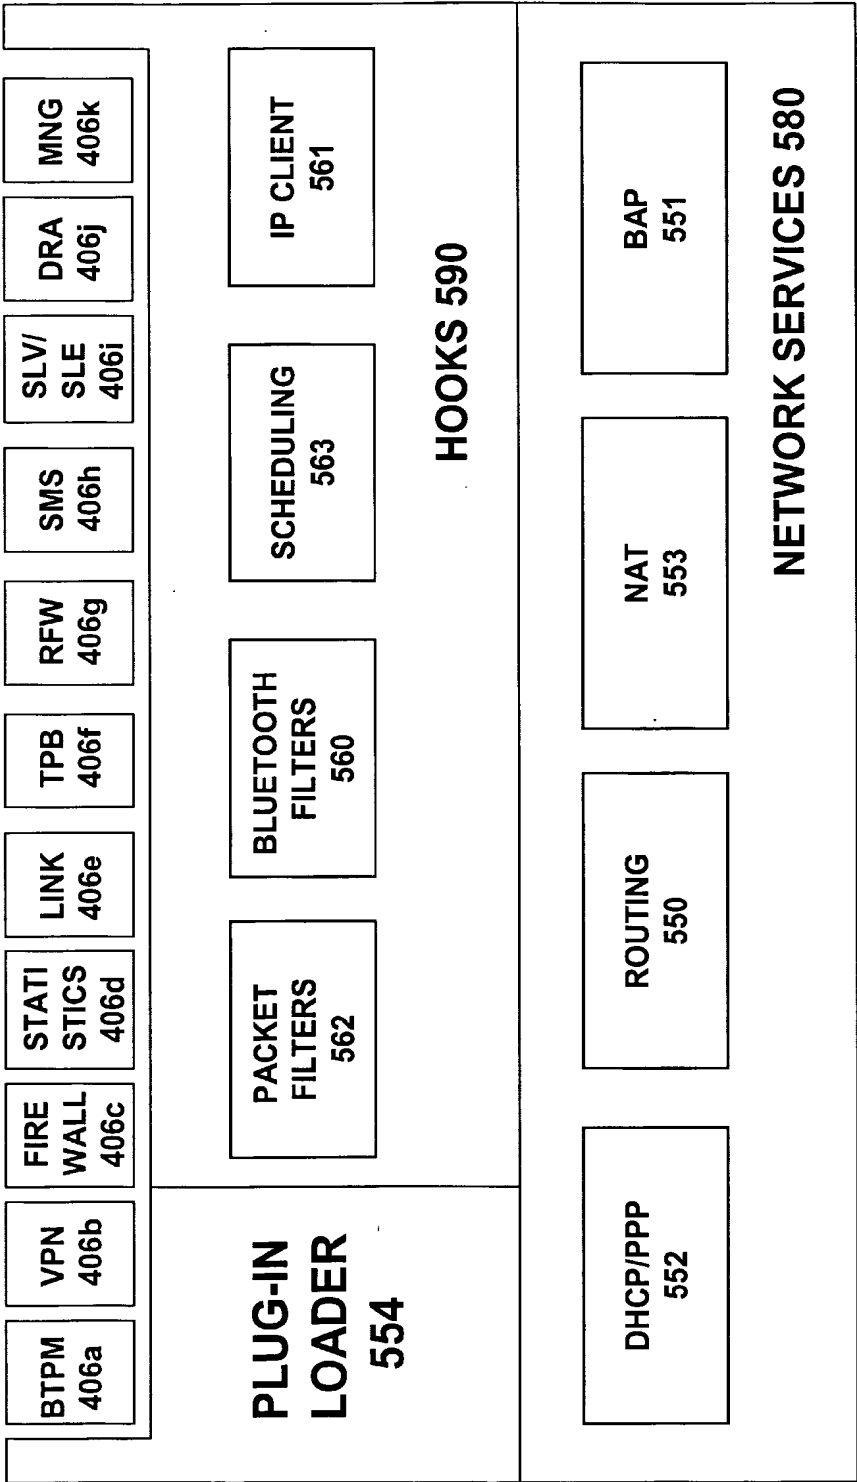 BTPM
406a
VPN
406b
FIRE
WALL
406c
STATI
STICS
406d
LINK
406e
TPB
406f
RFW
406g
SMS
406h
SLV/
SLE
406i
DRA
406j
MNG
406k
PLUG-IN
LOADER
554
PACKET
FILTERS
562
BLUETOOTH
FILTERS
560
SCHEDULING
563
IP CLIENT
561
HOOKS 590
DHCP/PPP
552
ROUTING
550
NAT
553
BAP
551
NETWORK SERVICES 580